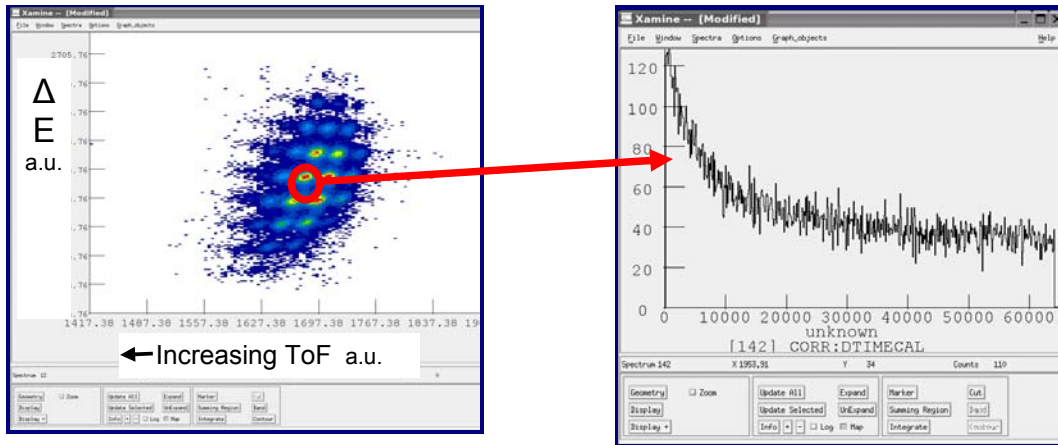 Xamine -- (Modified)
File Window Spectra Options Graph_objects
2705.76
Δ
E
a.u.
1417.38 1487.38 1557.38 1627.38 1697.38 1767.38 1837.38
←Increasing ToF a.u.
Spectrum 12
Geometry Zoom Update All Expand Marker
Display Update Selected UnExpand Summing Region Band
Display + Info + - Log Map Integrate Contour
Xamine -- (Modified)
File Window Spectra Options Graph_objects Help
120
100
80
60
40
20
0
0 10000 20000 30000 40000 50000 60000
unknown
[142] CORR:DTIMECAL
Spectrum 142 X 1953.91 Y 34 Counts 110
Geometry Zoom Update All Expand Marker Cut
Display Update Selected UnExpand Summing Region Band
Display + Info + - Log Map Integrate Contour